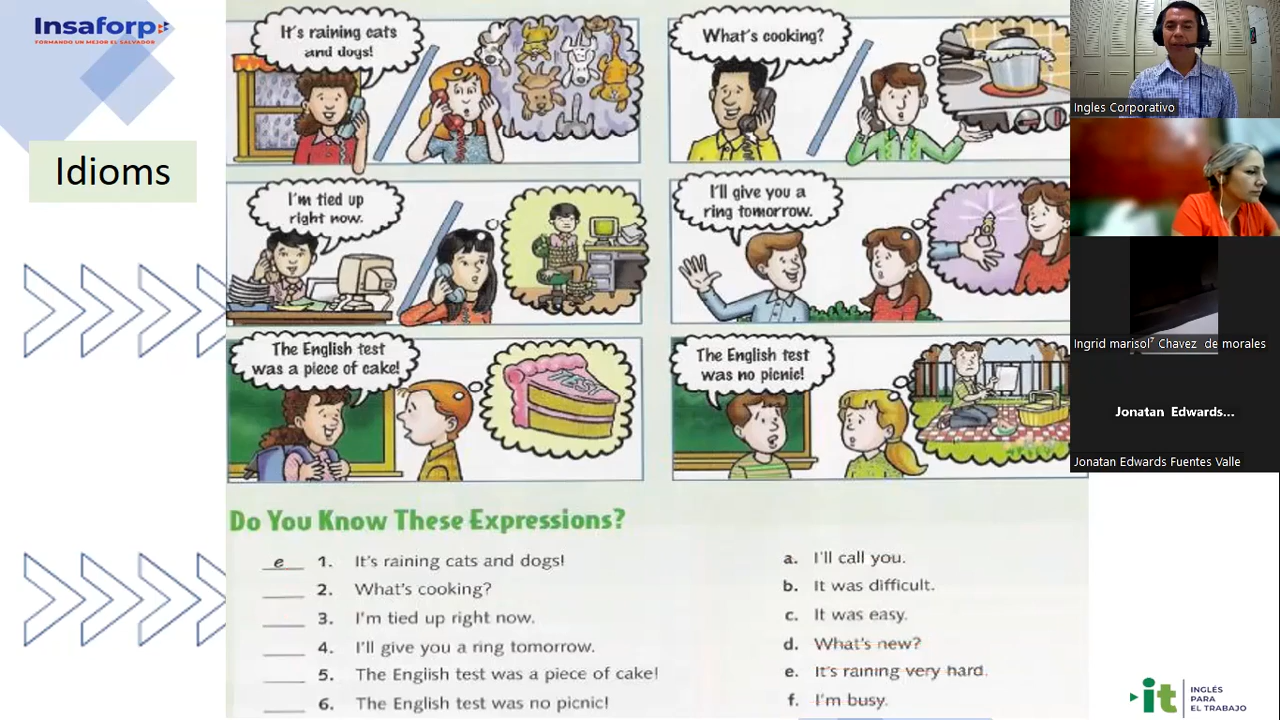 Insaforp
FORMANDO UN MEJOR EL SALVADOR
Idioms
It's raining cats
and dogs!
What's cooking?
I'm tied up
right now.
I'll give you a
ring tomorrow.
The English test
was a piece of cake!
TEST
The English test
was no picnic!
Do You Know These Expressions?
e 1. It's raining cats and dogs!
2. What's cooking?
3. I'm tied up right now.
4. I'll give you a ring tomorrow.
5. The English test was a piece of cake!
6. The English test was no picnic!
a. I'll call you.
b. It was difficult.
c. It was easy.
d. What's new?
e. It's raining very hard.
f. I'm busy.
it
INGLÉS
PARA
EL TRABAJO
Ingles Corporativo
Ingrid marisol Chavez de morales
Jonatan Edwards...
Jonatan Edwards Fuentes Valle